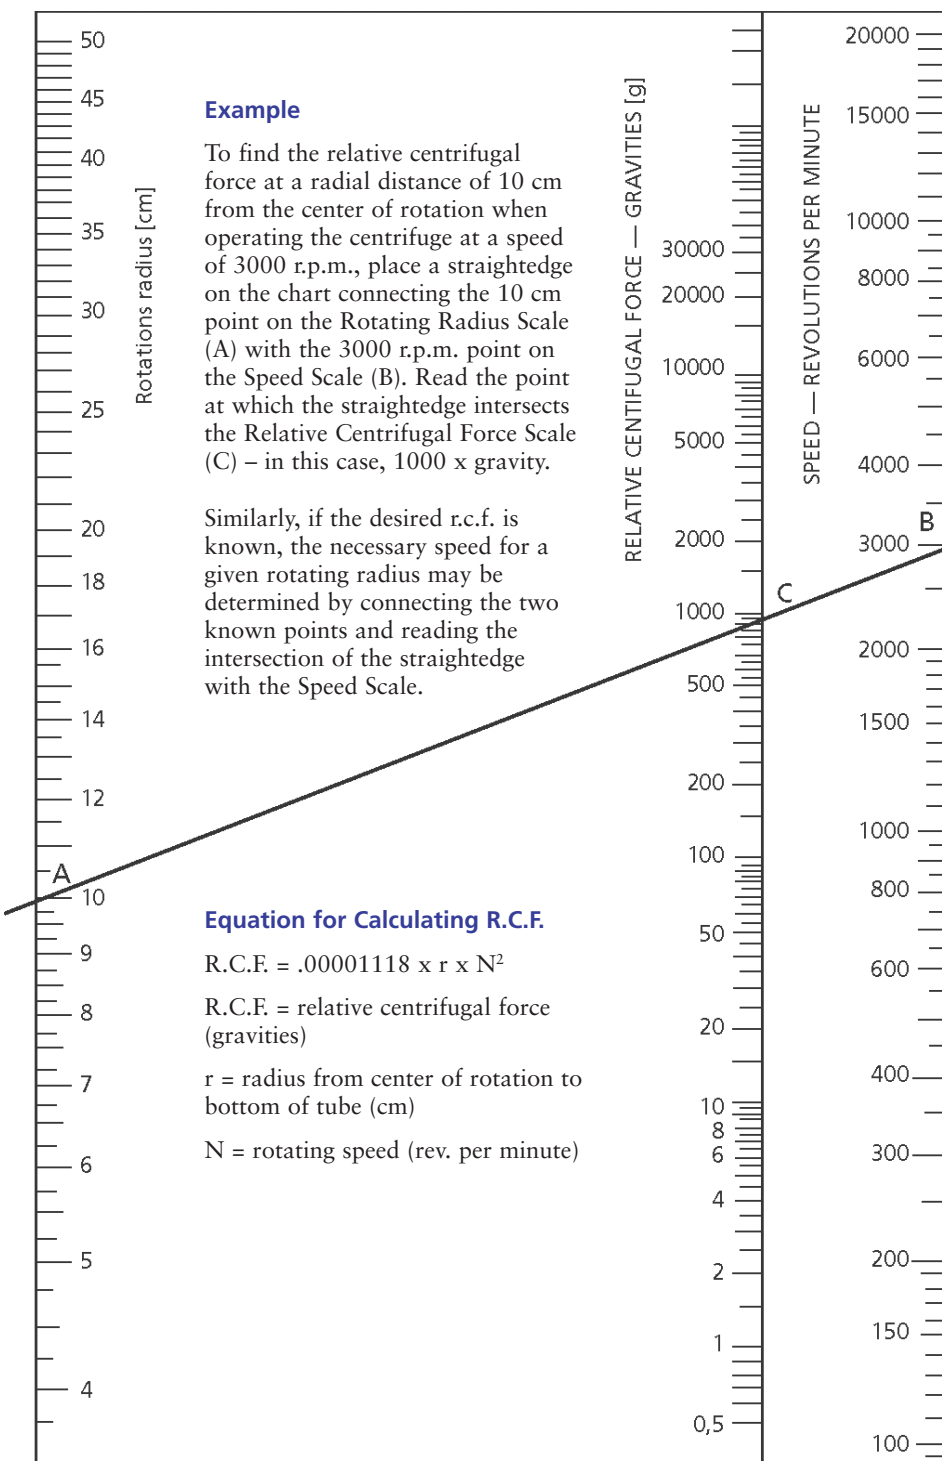 50
45
40
35
30
25
20
18
16
14
12
10
9
8
7
6
5
4
Rotations radius [cm]
A
Example
To find the relative centrifugal
force at a radial distance of 10 cm
from the center of rotation when
operating the centrifuge at a speed
of 3000 r.p.m., place a straightedge
on the chart connecting the 10 cm
point on the Rotating Radius Scale
(A) with the 3000 r.p.m. point on
the Speed Scale (B). Read the point
at which the straightedge intersects
the Relative Centrifugal Force Scale
(C) – in this case, 1000 x gravity.
Similarly, if the desired r.c.f. is
known, the necessary speed for a
given rotating radius may be
determined by connecting the two
known points and reading the
intersection of the straightedge
with the Speed Scale.
Equation for Calculating R.C.F.
R.C.F. = .00001118 x r x N²
R.C.F. = relative centrifugal force
(gravities)
r = radius from center of rotation to
bottom of tube (cm)
N = rotating speed (rev. per minute)
RELATIVE CENTIFUGAL FORCE — GRAVITIES [g]
30000
20000
10000
5000
2000
1000
500
200
100
50
20
10
8
6
4
2
1
0,5
C
SPEED — REVOLUTIONS PER MINUTE
20000
15000
10000
8000
6000
4000
B
3000
2000
1500
1000
800
600
400
300
200
150
100